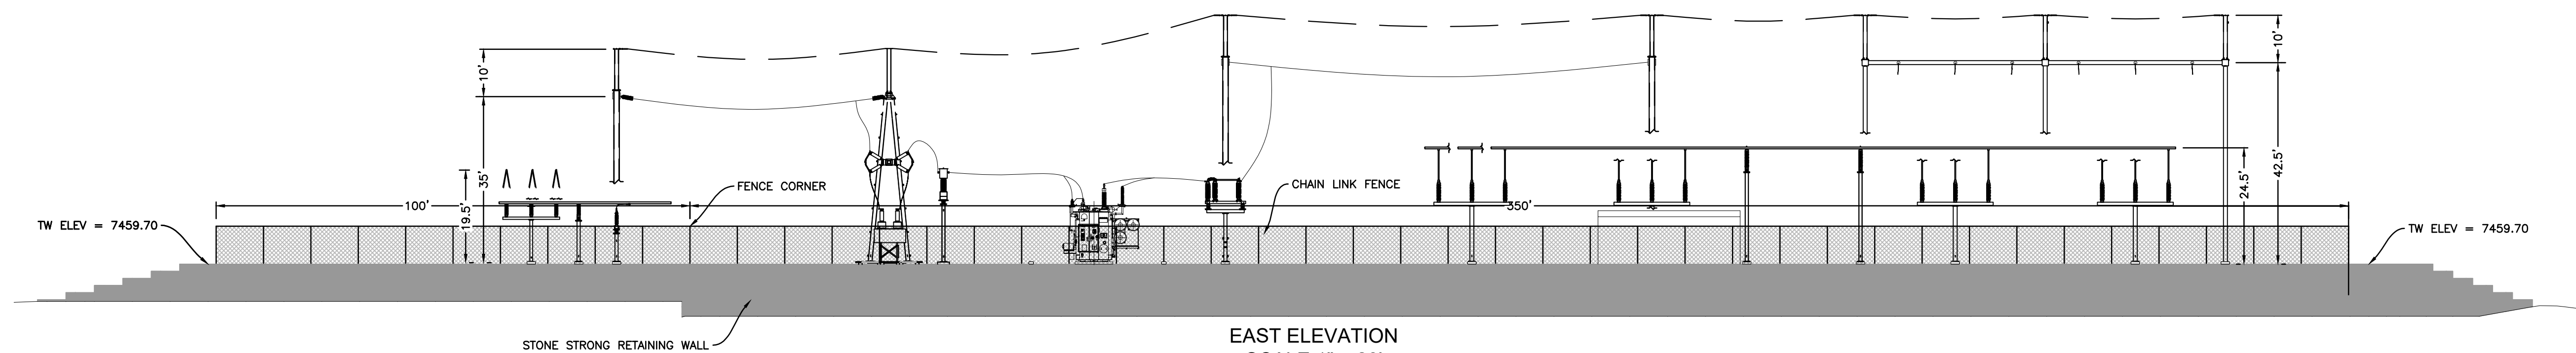 10'
35'
19.5'
100'
FENCE CORNER
CHAIN LINK FENCE
350'
10'
42.5'
24.5'
TW ELEV = 7459.70
TW ELEV = 7459.70
STONE STRONG RETAINING WALL
EAST ELEVATION